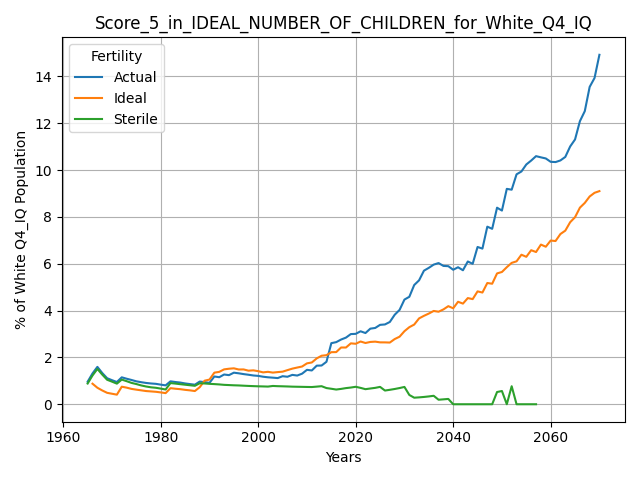 Score_5_in_IDEAL_NUMBER_OF_CHILDREN_for_White_Q4_IQ
Fertility
Actual
Ideal
Sterile
% of White Q4_IQ Population
14
12
10
8
6
4
2
0
1960
1980
2000
2020
2040
2060
Years